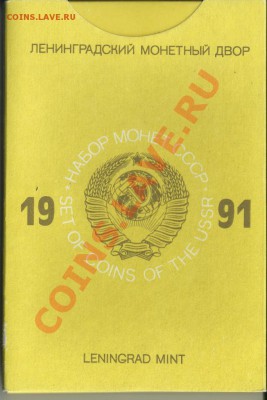 COINS.LAVE.RU
ЛЕНИНГРАДСКИЙ МОНЕТНЫЙ ДВОР
НАБОР МОНЕТ СССР
19 91
SET OF COINS OF THE USSR
LENINGRAD MINT
COINS.LAVE.RU